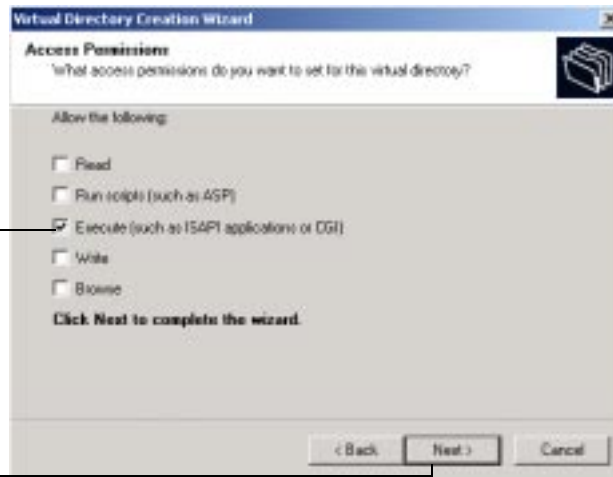 Virtual Directory Creation Wizard
Access Permissions
What access permissions do you want to set for this virtual directory?
Allow the following:
Read
Run scripts (such as ASP)
Execute (such as ISAPI applications or CGI)
Write
Browse
Click Next to complete the wizard.
< Back
Next >
Cancel